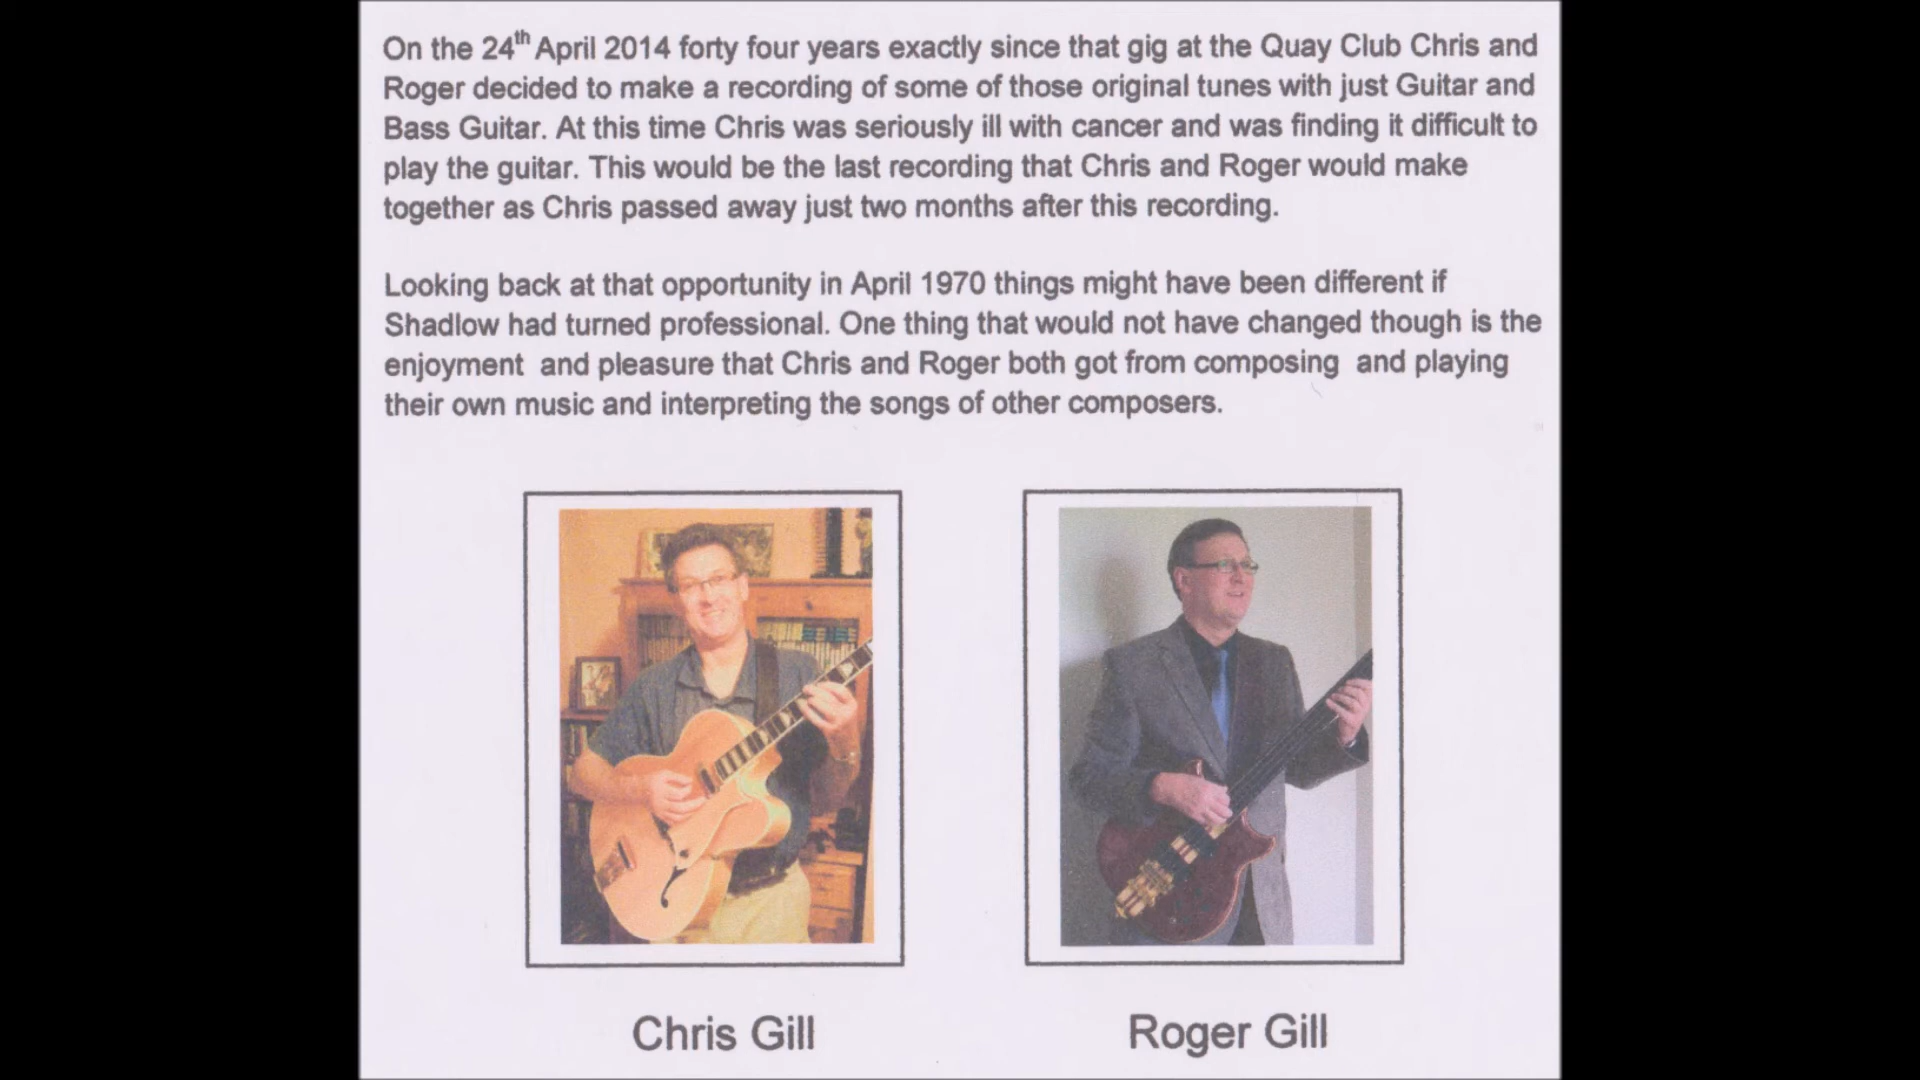 On the 24th April 2014 forty four years exactly since that gig at the Quay Club Chris and
Roger decided to make a recording of some of those original tunes with just Guitar and
Bass Guitar. At this time Chris was seriously ill with cancer and was finding it difficult to
play the guitar. This would be the last recording that Chris and Roger would make
together as Chris passed away just two months after this recording.
Looking back at that opportunity in April 1970 things might have been different if
Shadlow had turned professional. One thing that would not have changed though is the
enjoyment  and pleasure that Chris and Roger both got from composing  and playing
their own music and interpreting the songs of other composers.
Chris Gill
Roger Gill